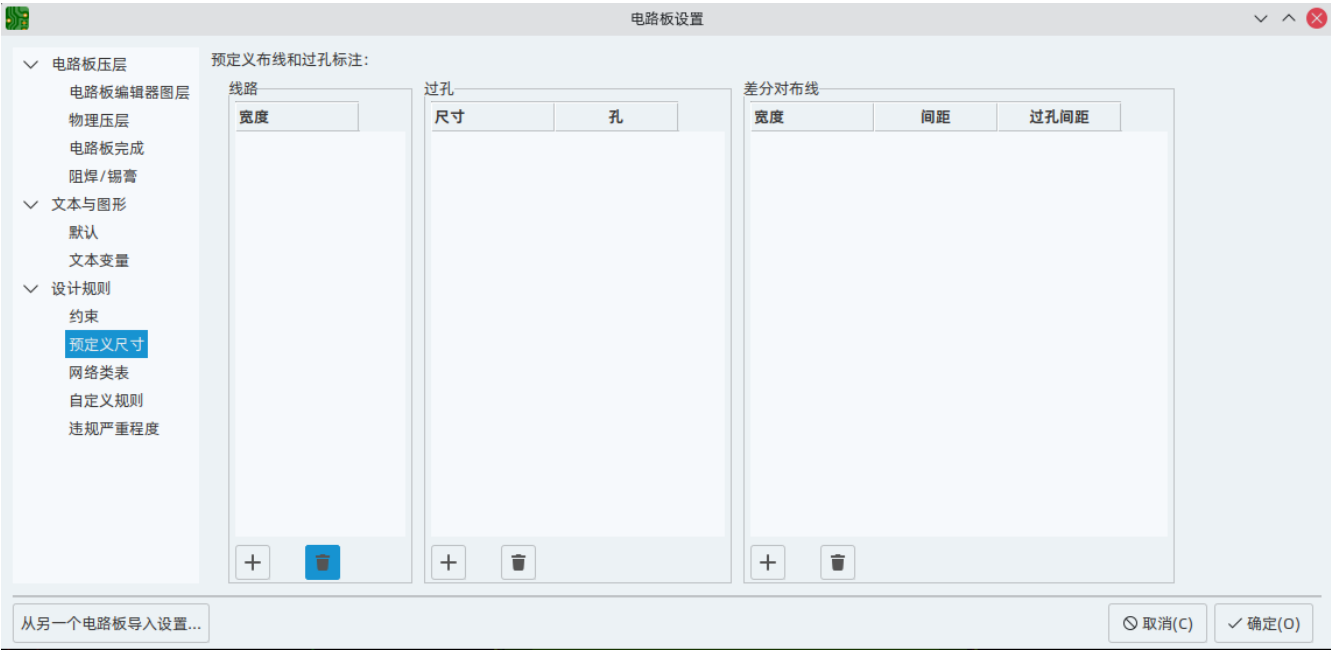 电路板设置
电路板压层
电路板编辑器图层
物理压层
电路板完成
阻焊/锡膏
文本与图形
默认
文本变量
设计规则
约束
预定义尺寸
网络类表
自定义规则
违规严重程度
预定义布线和过孔标注:
线路
宽度
过孔
尺寸 孔
差分对布线
宽度 间距 过孔间距
从另一个电路板导入设置...
取消(C)
确定(O)